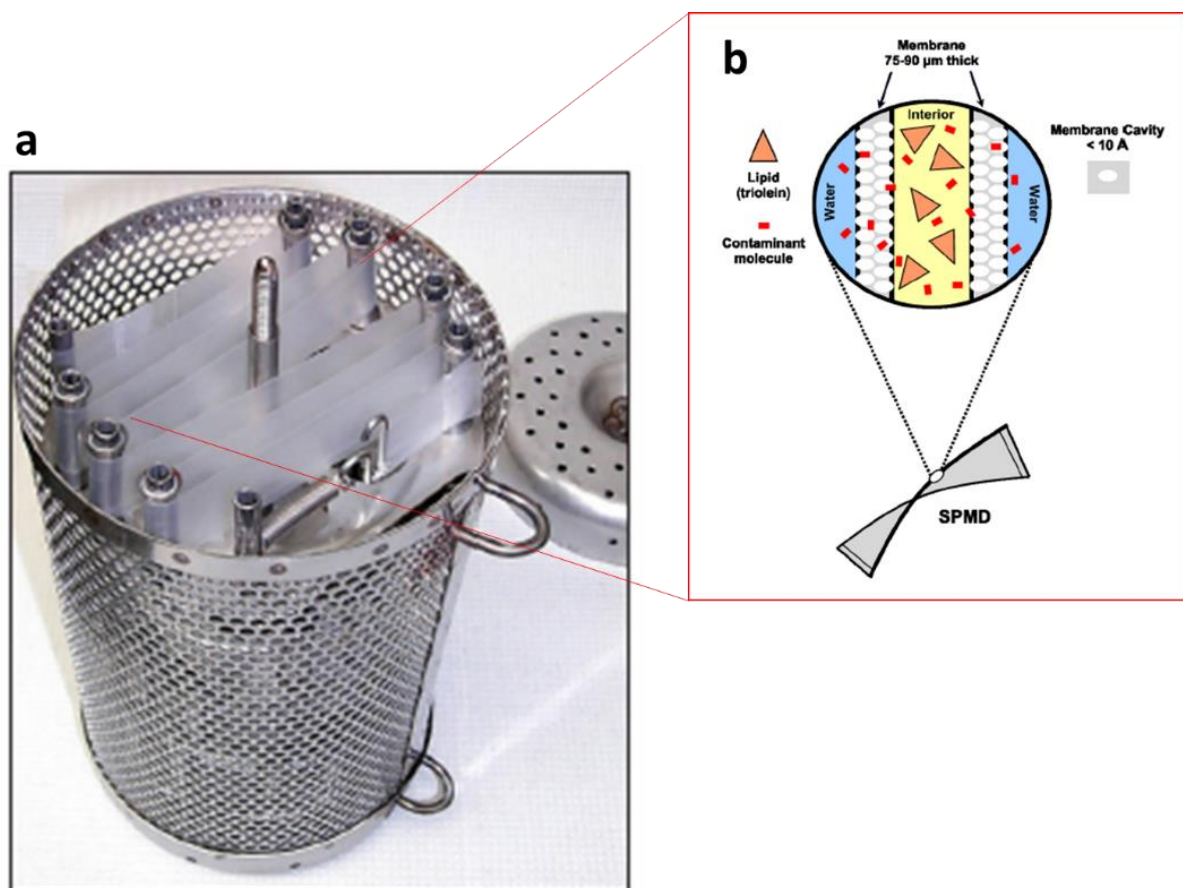 a
b
Membrane
75-90 µm thick
Interior
Water
Water
Lipid
(triolein)
Contaminant
molecule
Membrane Cavity
< 10 Å
SPMD